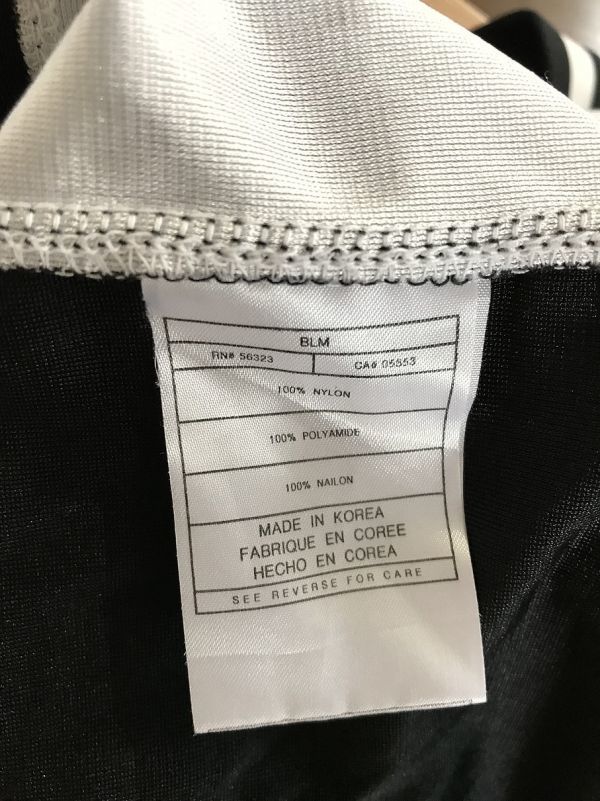 BLM
RN# 56323 CA# 05553
100% NYLON
100% POLYAMIDE
100% NAILON
MADE IN KOREA
FABRIQUE EN COREE
HECHO EN COREA
SEE REVERSE FOR CARE